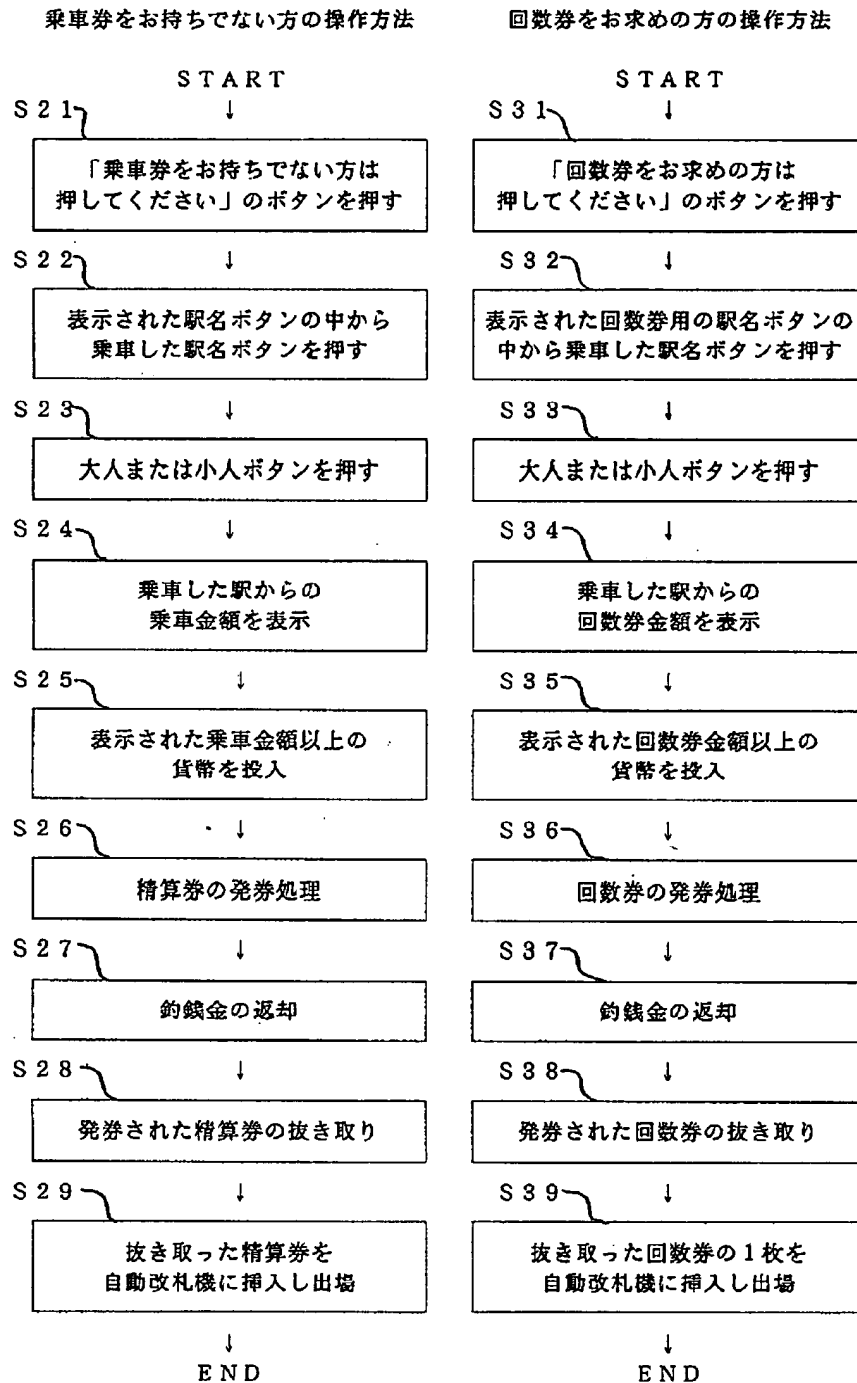 乗車券をお持ちでない方の操作方法
START
↓
S21
「乗車券をお持ちでない方は
押してください」のボタンを押す
S22
↓
表示された駅名ボタンの中から
乗車した駅名ボタンを押す
S23
↓
大人または小人ボタンを押す
S24
↓
乗車した駅からの
乗車金額を表示
S25
↓
表示された乗車金額以上の
貨幣を投入
S26
↓
精算券の発券処理
S27
↓
釣銭金の返却
S28
↓
発券された精算券の抜き取り
S29
↓
抜き取った精算券を
自動改札機に挿入し出場
↓
END
回数券をお求めの方の操作方法
START
↓
S31
「回数券をお求めの方は
押してください」のボタンを押す
S32
↓
表示された回数券用の駅名ボタンの
中から乗車した駅名ボタンを押す
S33
↓
大人または小人ボタンを押す
S34
↓
乗車した駅からの
回数券金額を表示
S35
↓
表示された回数券金額以上の
貨幣を投入
S36
↓
回数券の発券処理
S37
↓
釣銭金の返却
S38
↓
発券された回数券の抜き取り
S39
↓
抜き取った回数券の1枚を
自動改札機に挿入し出場
↓
END